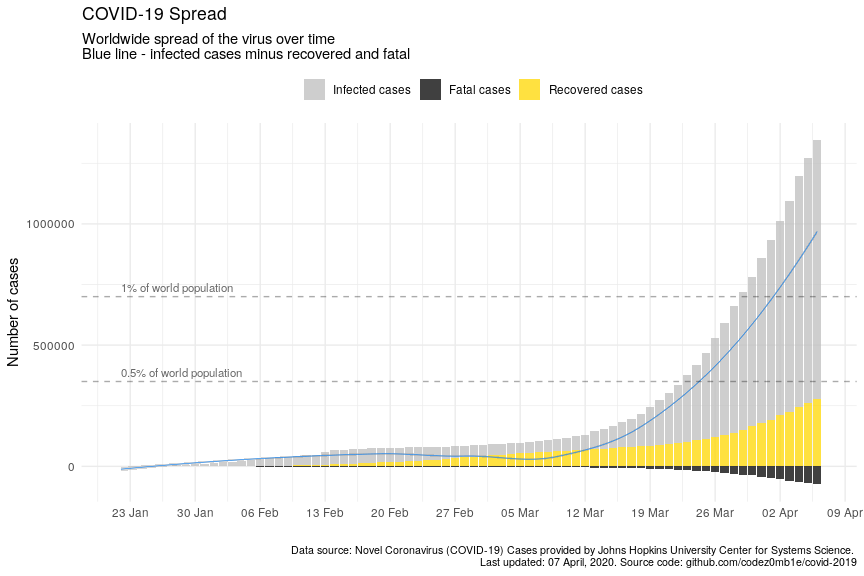 COVID-19 Spread
Worldwide spread of the virus over time
Blue line - infected cases minus recovered and fatal
Infected cases
Fatal cases
Recovered cases
Number of cases
1000000
500000
0
1% of world population
0.5% of world population
23 Jan
30 Jan
06 Feb
13 Feb
20 Feb
27 Feb
05 Mar
12 Mar
19 Mar
26 Mar
02 Apr
09 Apr
Data source: Novel Coronavirus (COVID-19) Cases provided by Johns Hopkins University Center for Systems Science.
Last updated: 07 April, 2020. Source code: github.com/codez0mb1e/covid-2019